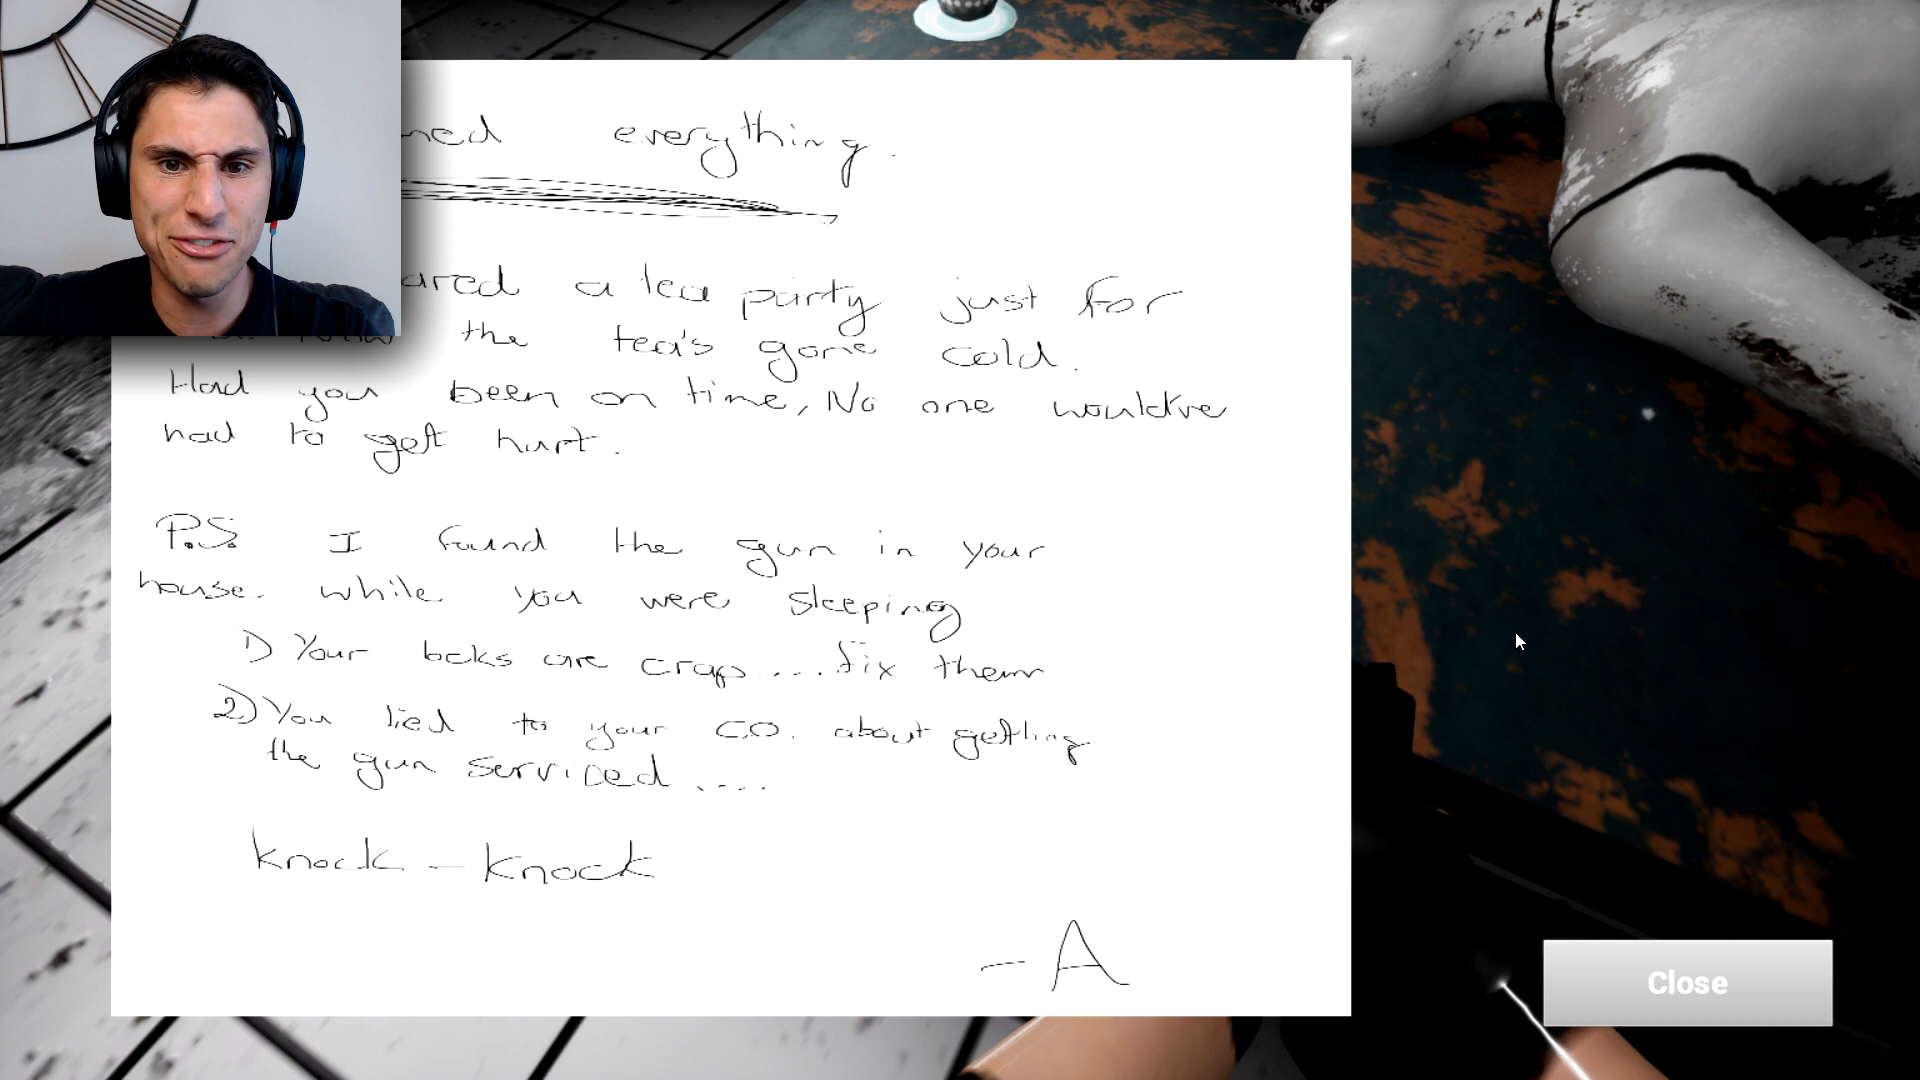 ned everything.
ared a tea party just for
the tea's gone cold.
Had you been on time, No one would've
had to get hurt.
P.S. I found the gun in your
house. while you were sleeping
1) Your locks are crap.... fix them
2) You lied to your C.O. about getting
the gun serviced ....
knock - knock
- A
Close